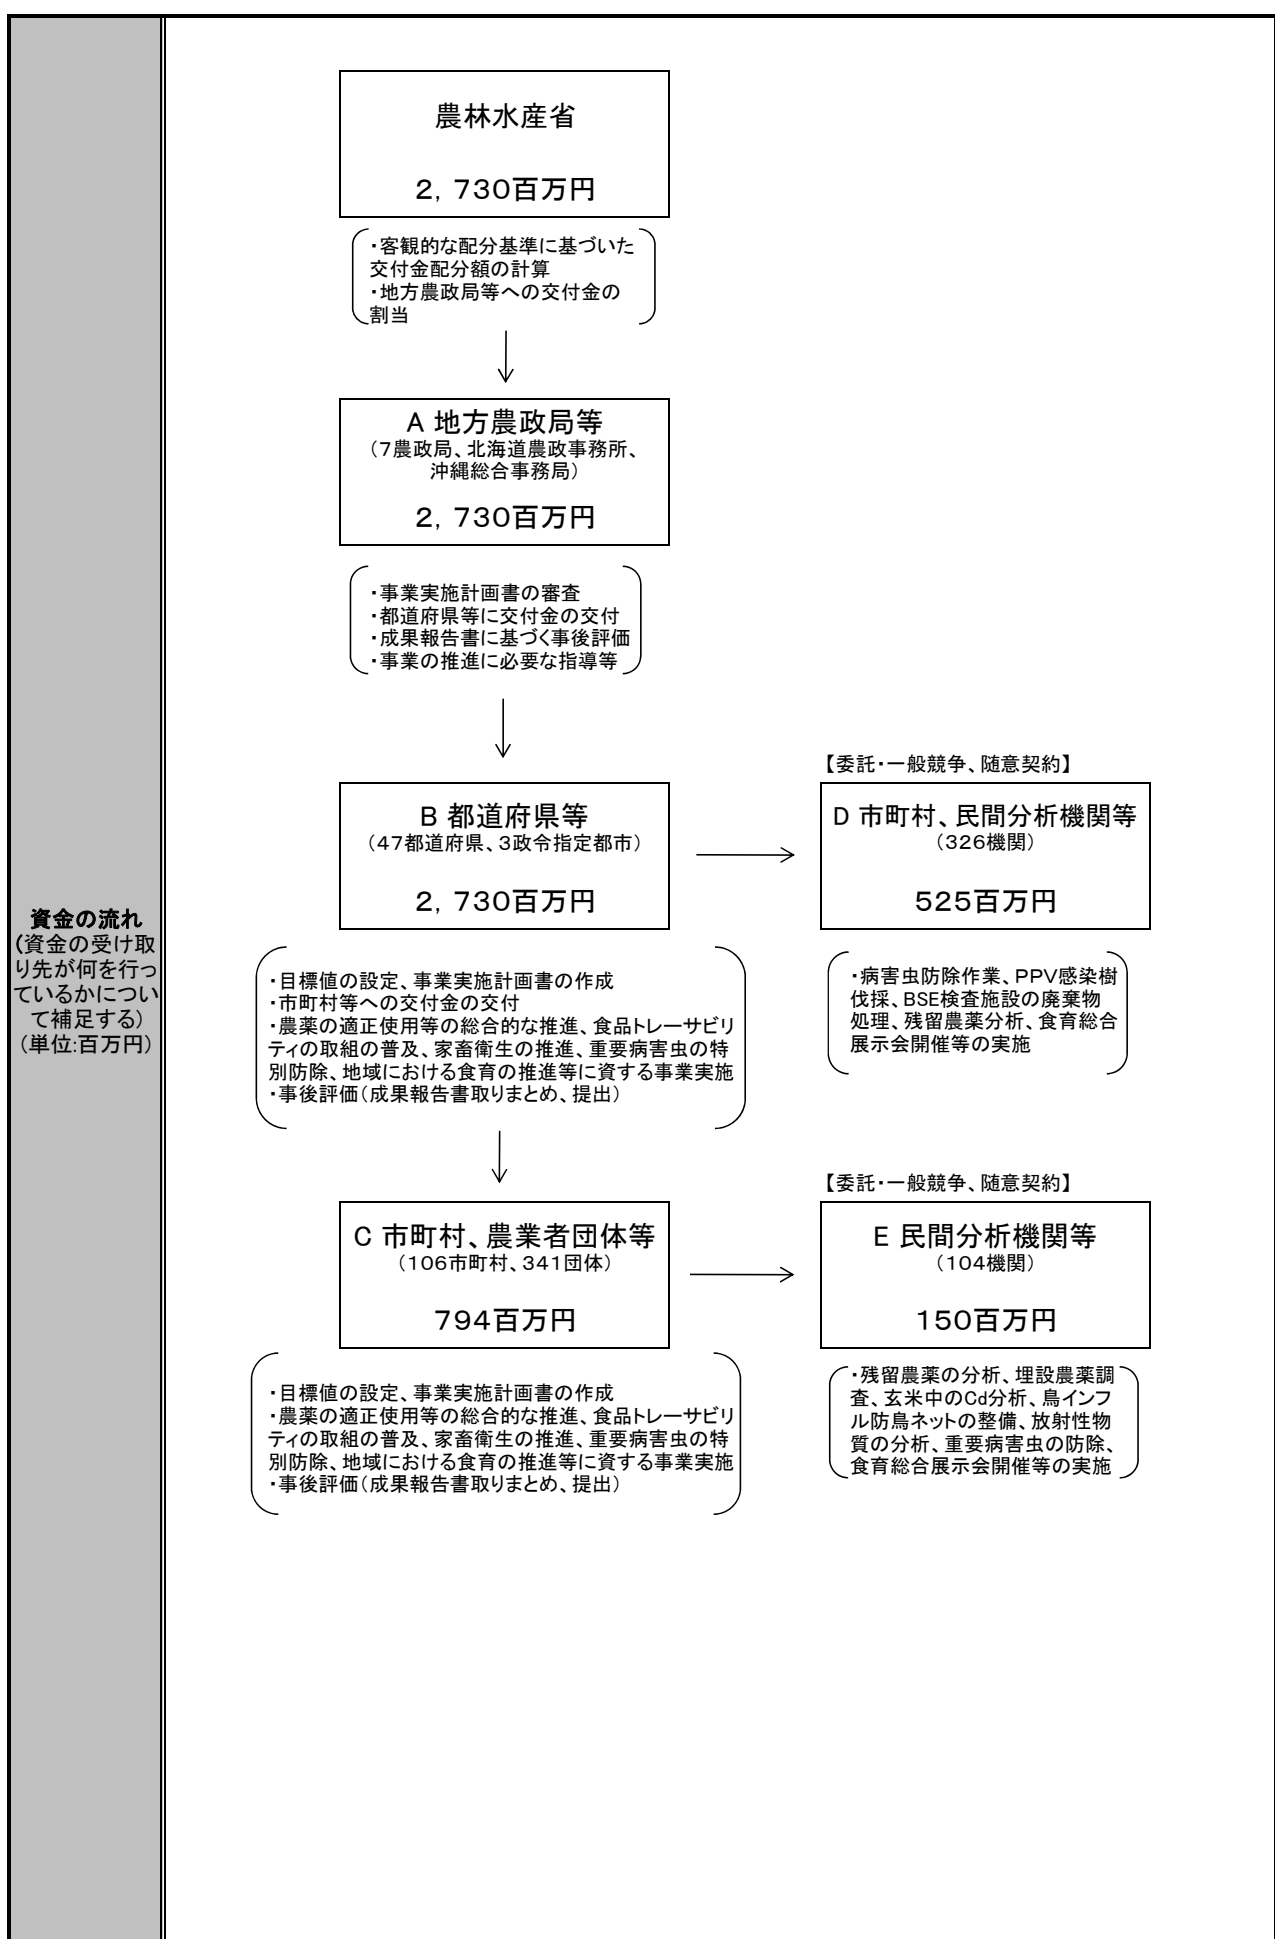 資金の流れ
(資金の受け取
り先が何を行っ
ているかについ
て補足する)
(単位:百万円)
農林水産省
2，730百万円
・客観的な配分基準に基づいた
交付金配分額の計算
・地方農政局等への交付金の
割当
A 地方農政局等
（7農政局、北海道農政事務所、
沖縄総合事務局）
2，730百万円
・事業実施計画書の審査
・都道府県等に交付金の交付
・成果報告書に基づく事後評価
・事業の推進に必要な指導等
B 都道府県等
（47都道府県、3政令指定都市）
2，730百万円
・目標値の設定、事業実施計画書の作成
・市町村等への交付金の交付
・農薬の適正使用等の総合的な推進、食品トレーサビリ
ティの取組の普及、家畜衛生の推進、重要病害虫の特
別防除、地域における食育の推進等に資する事業実施
・事後評価（成果報告書取りまとめ、提出）
【委託・一般競争、随意契約】
D 市町村、民間分析機関等
（326機関）
525百万円
・病害虫防除作業、PPV感染樹
伐採、BSE検査施設の廃棄物
処理、残留農薬分析、食育総合
展示会開催等の実施
C 市町村、農業者団体等
（106市町村、341団体）
794百万円
・目標値の設定、事業実施計画書の作成
・農薬の適正使用等の総合的な推進、食品トレーサビリ
ティの取組の普及、家畜衛生の推進、重要病害虫の特
別防除、地域における食育の推進等に資する事業実施
・事後評価（成果報告書取りまとめ、提出）
【委託・一般競争、随意契約】
E 民間分析機関等
（104機関）
150百万円
・残留農薬の分析、埋設農薬調
査、玄米中のCd分析、鳥インフ
ル防鳥ネットの整備、放射性物
質の分析、重要病害虫の防除、
食育総合展示会開催等の実施